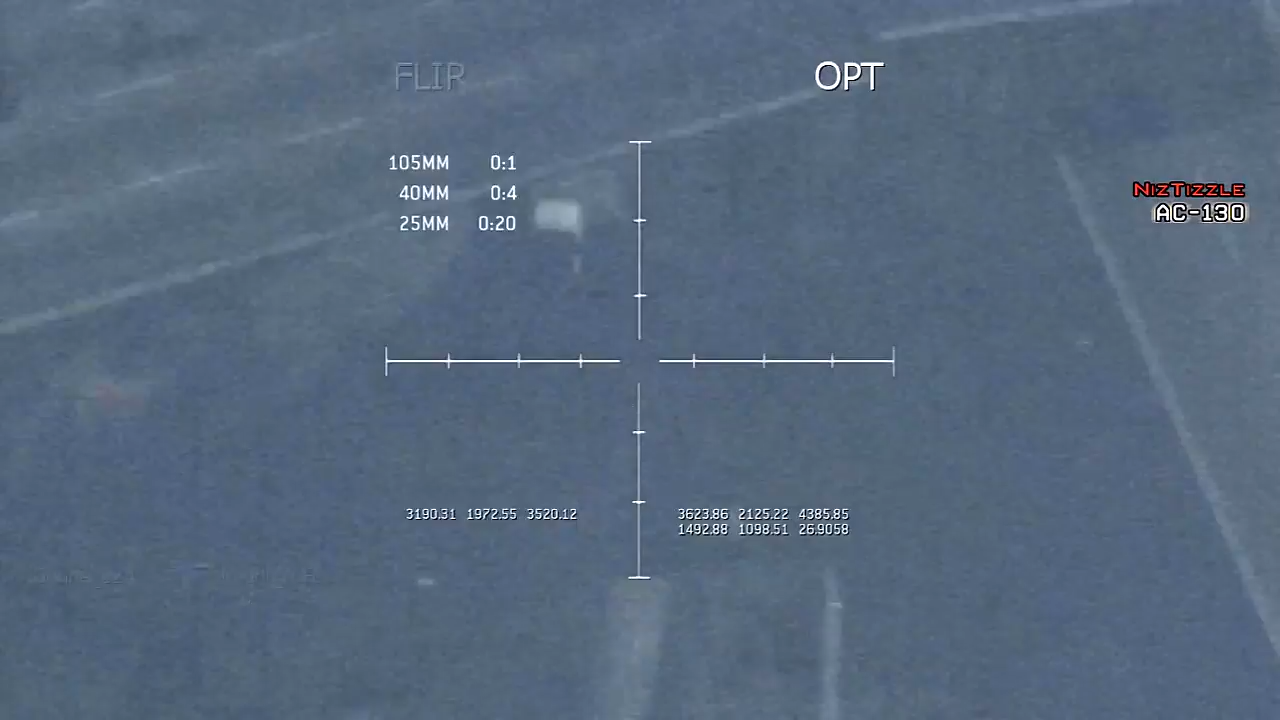 FLIR
OPT
105MM 0:1
40MM 0:4
25MM 0:20
NIZTIZZLE
AC-130
3190.31 1972.55 3520.12
3623.86 2125.22 4385.85
1492.88 1098.51 26.9058